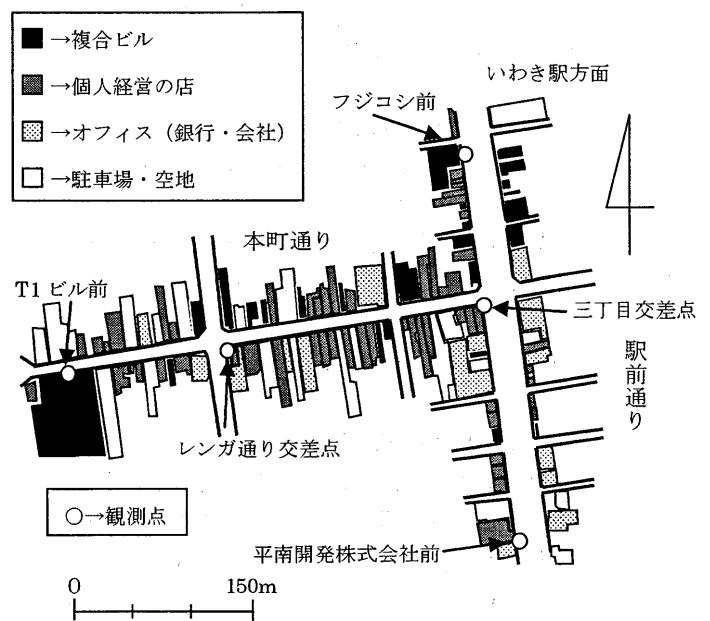 →複合ビル
→個人経営の店
→オフィス（銀行・会社）
→駐車場・空地
いわき駅方面
フジコシ前
本町通り
T1ビル前
三丁目交差点
駅前通り
レンガ通り交差点
○→観測点
平南開発株式会社前
0 150m